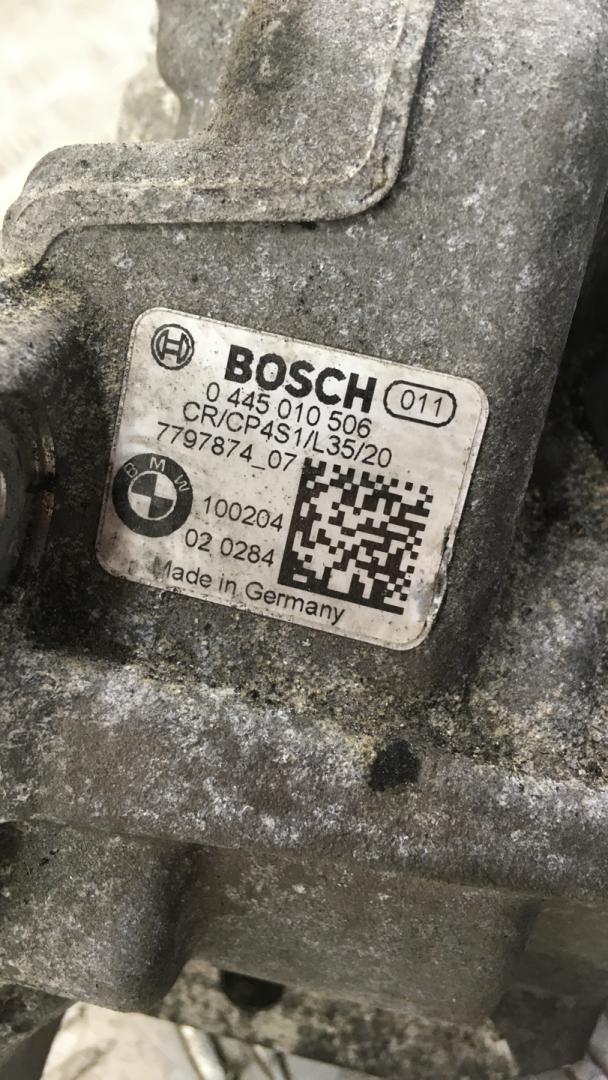 BOSCH 011
0 445 010 506
CR/CP4S1/L35/20
7797874_07
BMW
100204
02 0284
Made in Germany